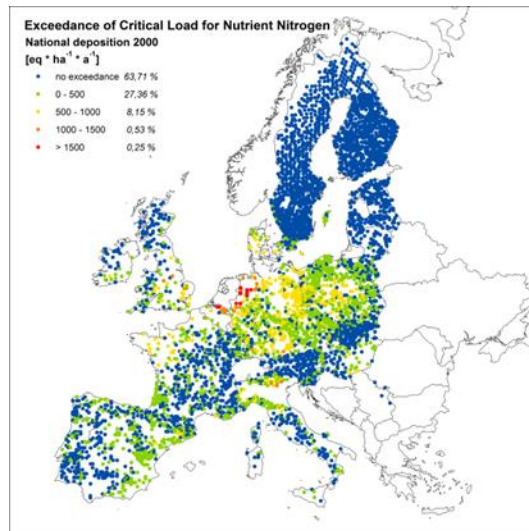 Exceedance of Critical Load for Nutrient Nitrogen
National deposition 2000
[eq * ha⁻¹ * a⁻¹]
no exceedance 63,71 %
0 - 500 27,36 %
500 - 1000 8,15 %
1000 - 1500 0,53 %
> 1500 0,25 %